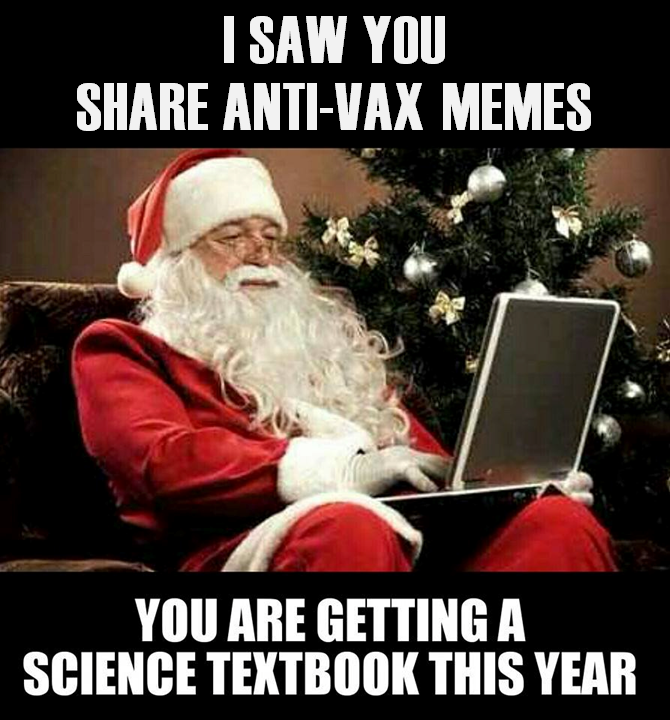 I SAW YOU
SHARE ANTI-VAX MEMES
YOU ARE GETTING A
SCIENCE TEXTBOOK THIS YEAR